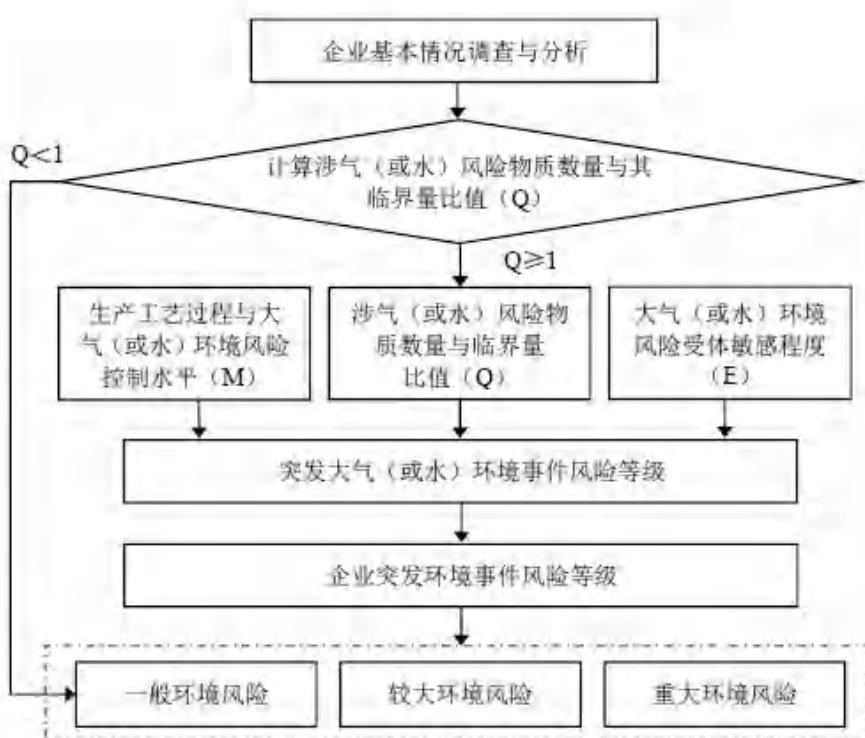 企业基本情况调查与分析
Q<1
计算涉气（或水）风险物质数量与其
临界量比值（Q）
Q≥1
生产工艺过程与大
气（或水）环境风险
控制水平（M）
涉气（或水）风险物
质数量与临界量
比值（Q）
大气（或水）环境
风险受体敏感程度
（E）
突发大气（或水）环境事件风险等级
企业突发环境事件风险等级
一般环境风险
较大环境风险
重大环境风险